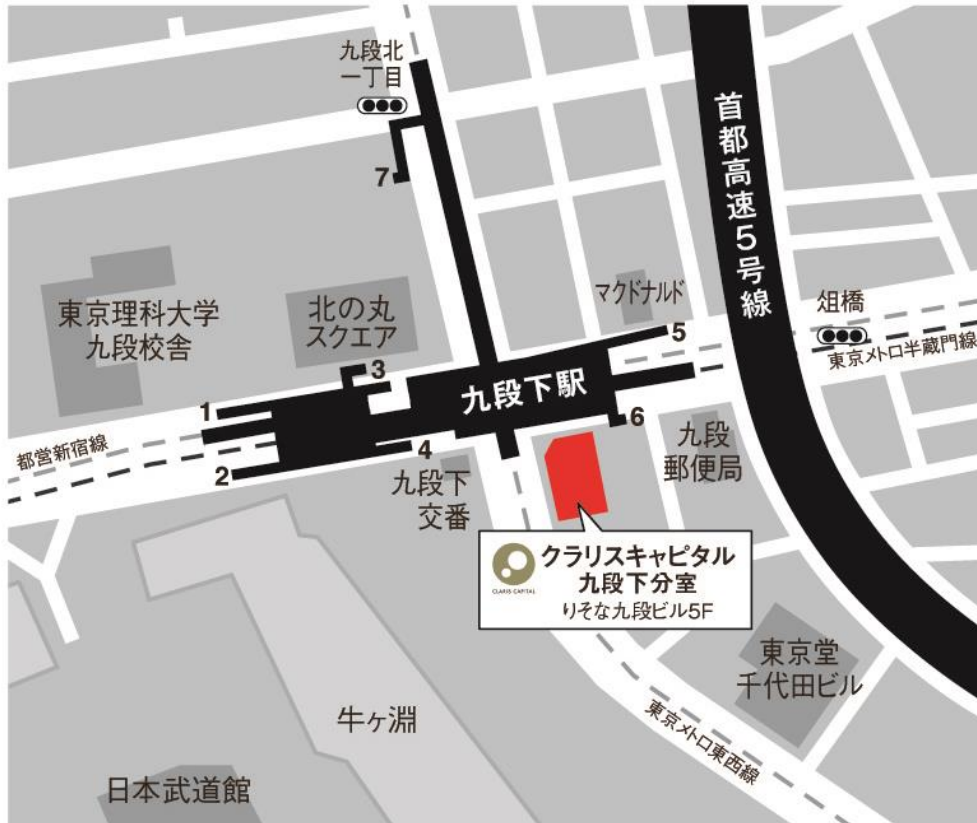 九段北
一丁目
7
首都高速5号線
東京理科大学
九段校舎
北の丸
スクエア
マクドナルド
俎橋
東京メトロ半蔵門線
5
3
1
九段下駅
6
都営新宿線
2
4
九段下
交番
九段
郵便局
CLARIS CAPITAL
クラリスキャピタル
九段下分室
りそな九段ビル5F
東京堂
千代田ビル
牛ヶ淵
東京メトロ東西線
日本武道館